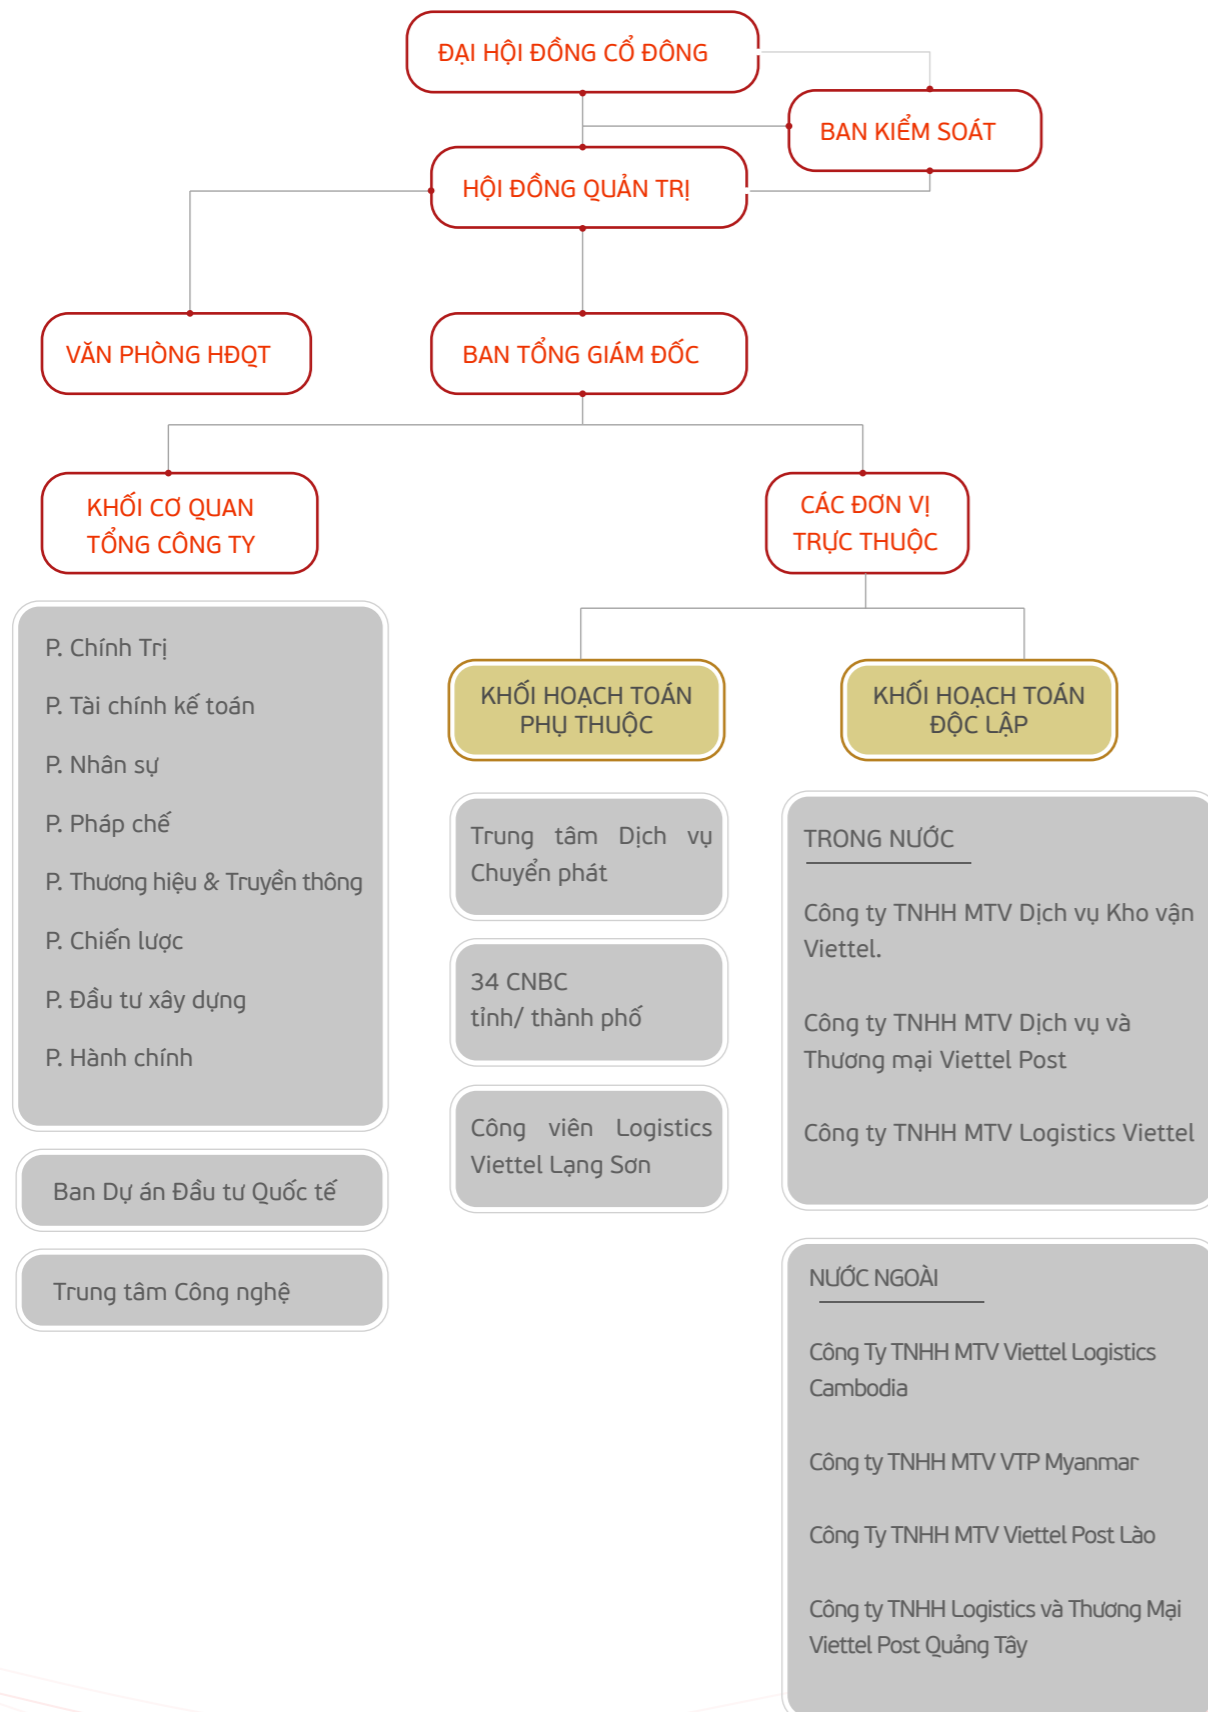 ĐẠI HỘI ĐỒNG CỔ ĐÔNG
BAN KIỂM SOÁT
HỘI ĐỒNG QUẢN TRỊ
VĂN PHÒNG HĐQT
BAN TỔNG GIÁM ĐỐC
KHỐI CƠ QUAN
TỔNG CÔNG TY
CÁC ĐƠN VỊ
TRỰC THUỘC
P. Chính Trị
P. Tài chính kế toán
P. Nhân sự
P. Pháp chế
P. Thương hiệu & Truyền thông
P. Chiến lược
P. Đầu tư xây dựng
P. Hành chính
Ban Dự án Đầu tư Quốc tế
Trung tâm Công nghệ
KHỐI HOẠCH TOÁN
PHỤ THUỘC
Trung tâm Dịch vụ
Chuyển phát
34 CNBC
tỉnh/ thành phố
Công viên Logistics
Viettel Lạng Sơn
KHỐI HOẠCH TOÁN
ĐỘC LẬP
TRONG NƯỚC
Công ty TNHH MTV Dịch vụ Kho vận
Viettel.
Công ty TNHH MTV Dịch vụ và
Thương mại Viettel Post
Công ty TNHH MTV Logistics Viettel
NƯỚC NGOÀI
Công Ty TNHH MTV Viettel Logistics
Cambodia
Công ty TNHH MTV VTP Myanmar
Công Ty TNHH MTV Viettel Post Lào
Công ty TNHH Logistics và Thương Mại
Viettel Post Quảng Tây